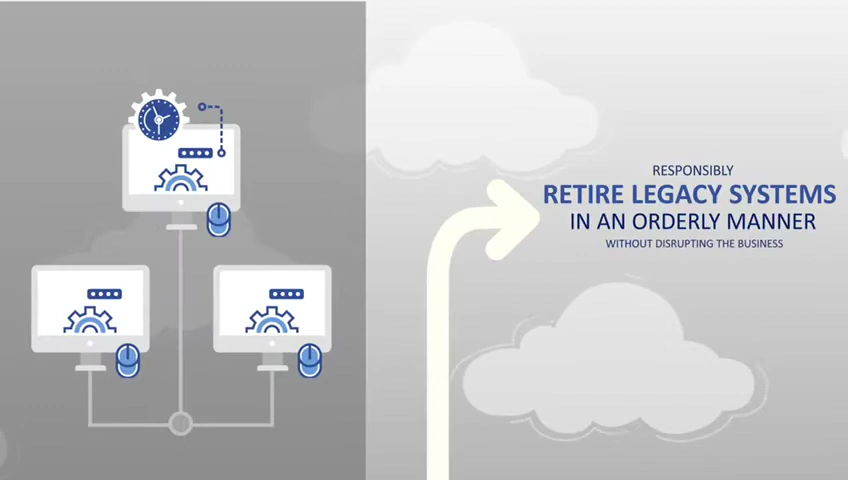 RESPONSIBLY
RETIRE LEGACY SYSTEMS
IN AN ORDERLY MANNER
WITHOUT DISRUPTING THE BUSINESS